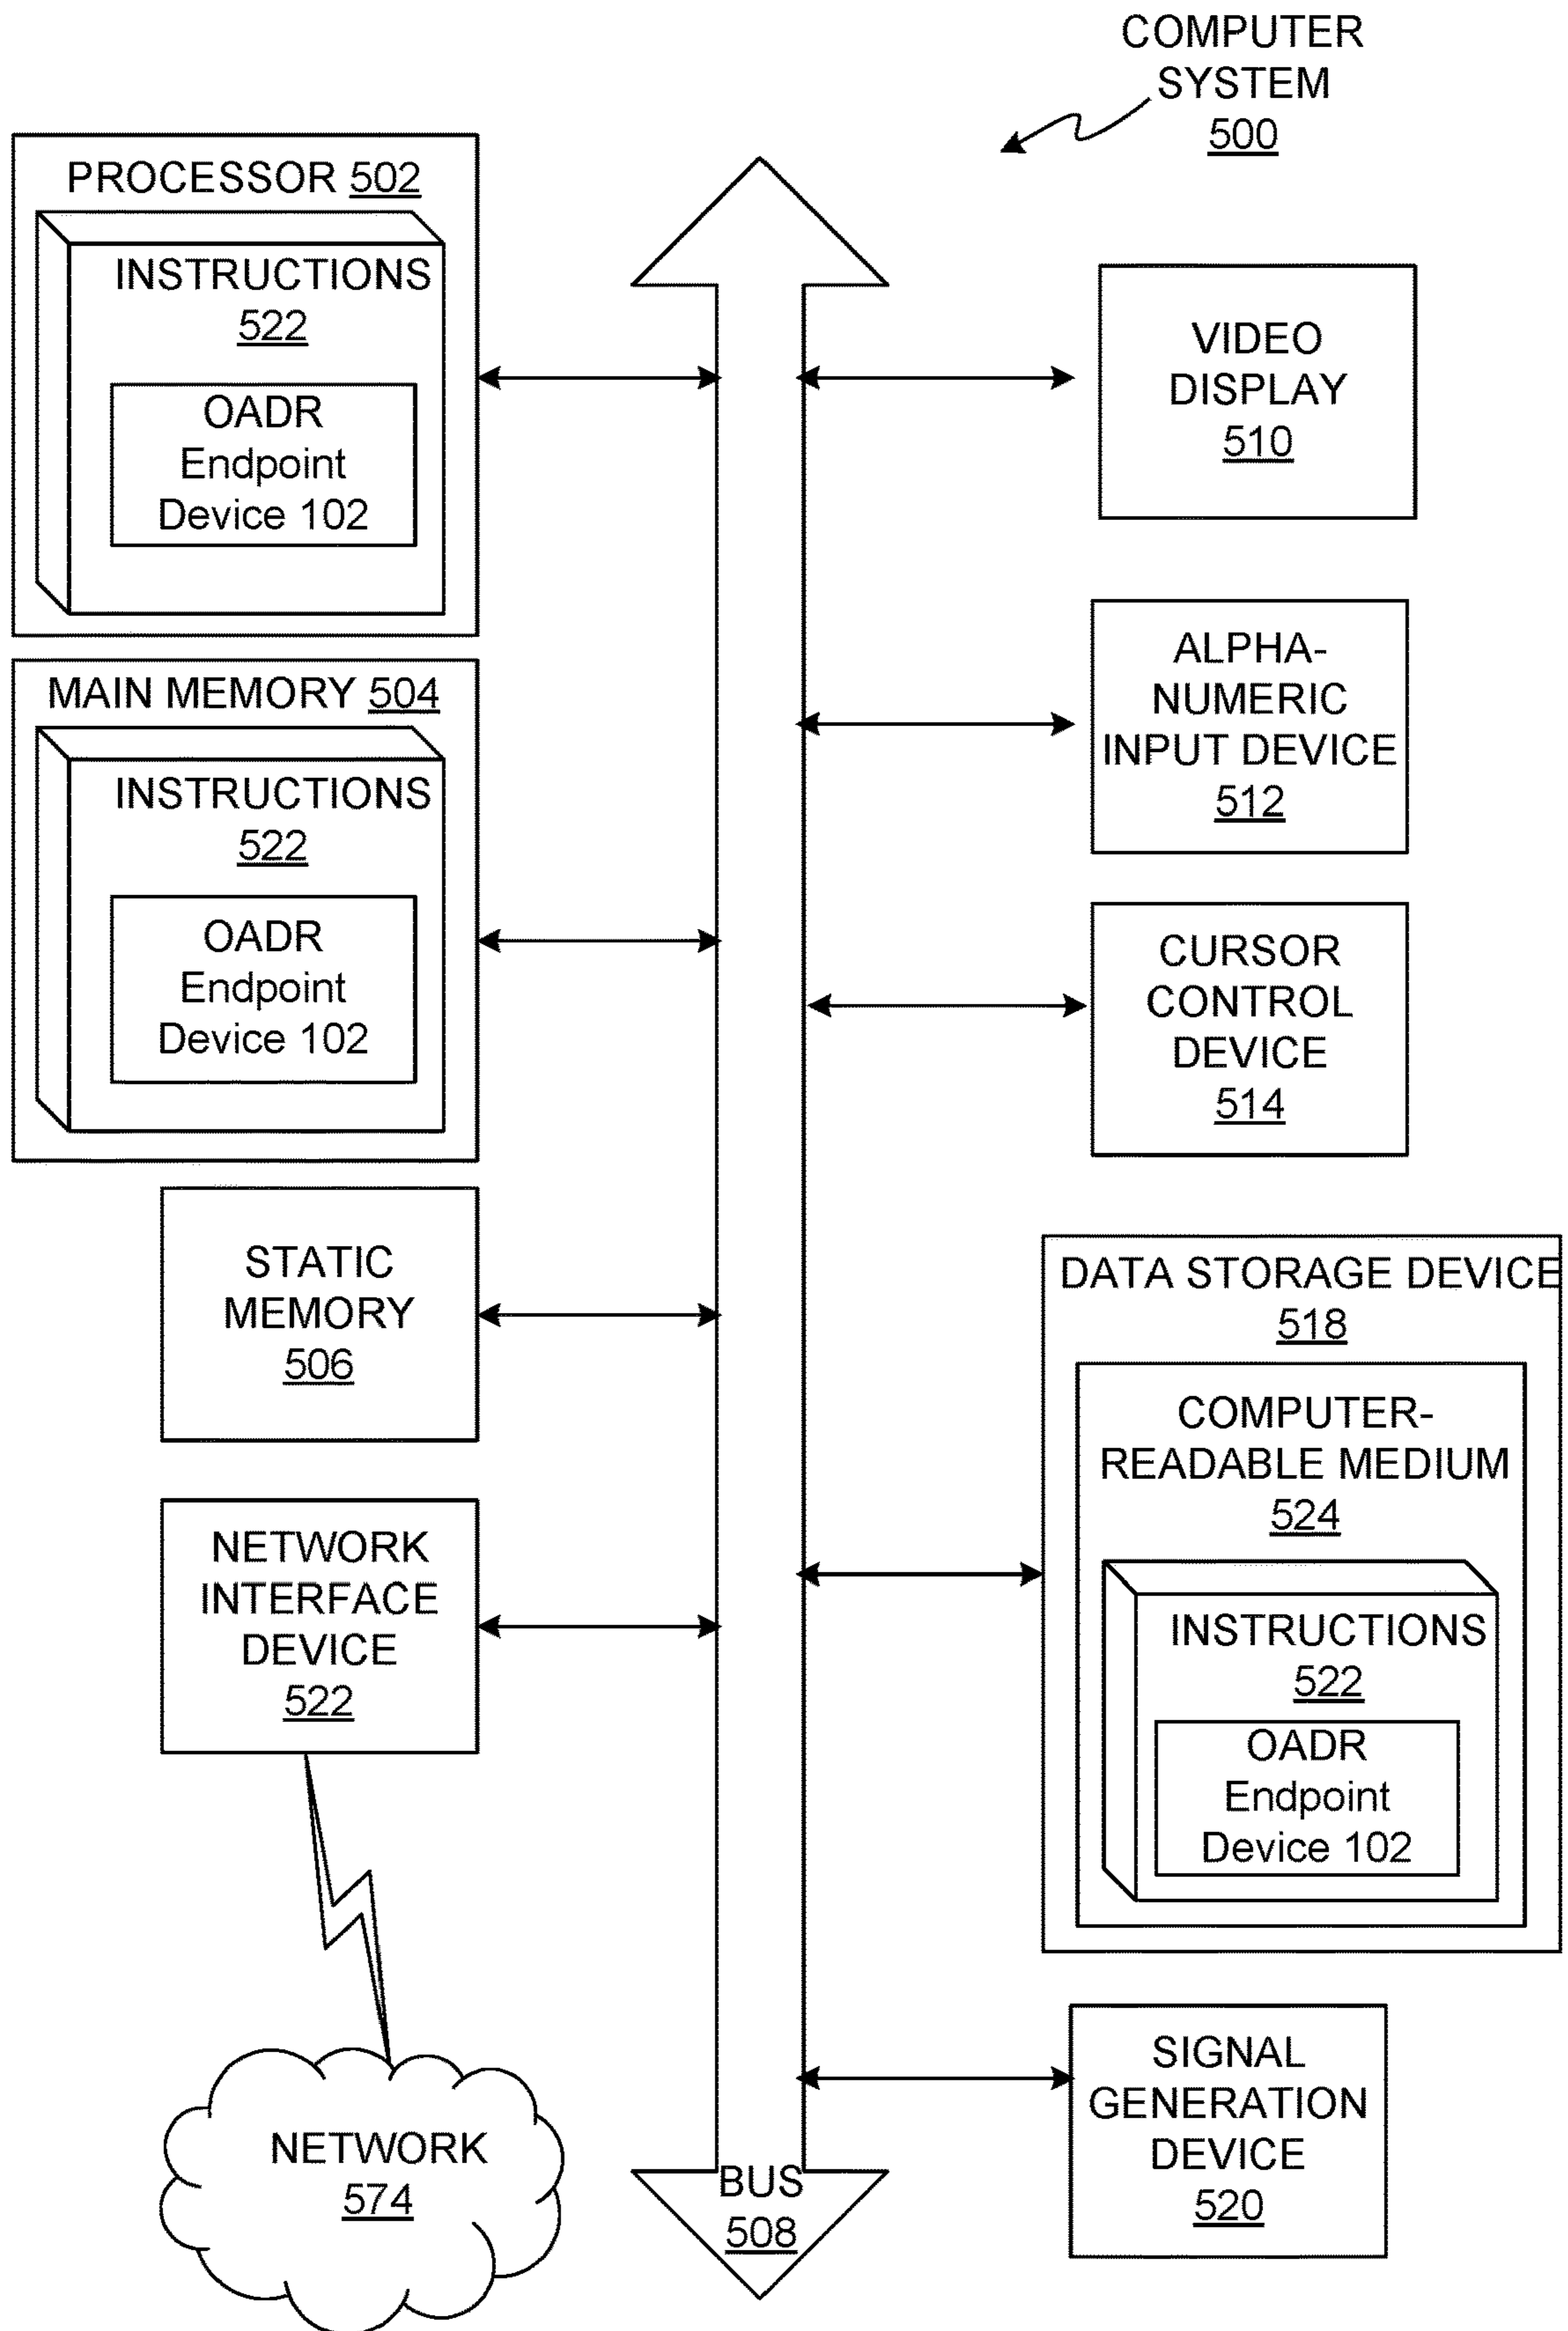 COMPUTER
SYSTEM
500
PROCESSOR 502
INSTRUCTIONS
522
OADR
Endpoint
Device 102
MAIN MEMORY 504
INSTRUCTIONS
522
OADR
Endpoint
Device 102
STATIC
MEMORY
506
NETWORK
INTERFACE
DEVICE
522
NETWORK
574
BUS
508
VIDEO
DISPLAY
510
ALPHA-
NUMERIC
INPUT DEVICE
512
CURSOR
CONTROL
DEVICE
514
DATA STORAGE DEVICE
518
COMPUTER-
READABLE MEDIUM
524
INSTRUCTIONS
522
OADR
Endpoint
Device 102
SIGNAL
GENERATION
DEVICE
520